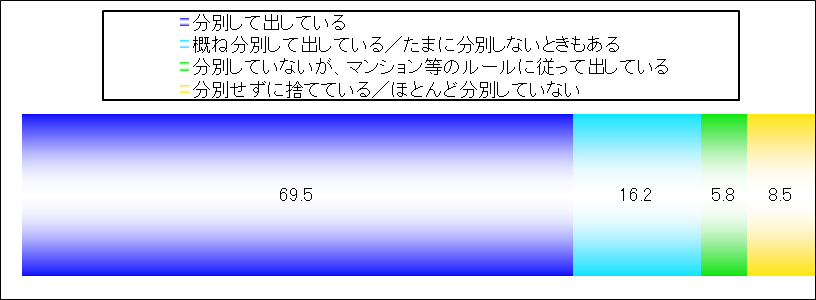 分別して出している
概ね分別して出している／たまに分別しないときもある
分別していないが、マンション等のルールに従って出している
分別せずに捨てている／ほとんど分別していない
69.5 16.2 5.8 8.5